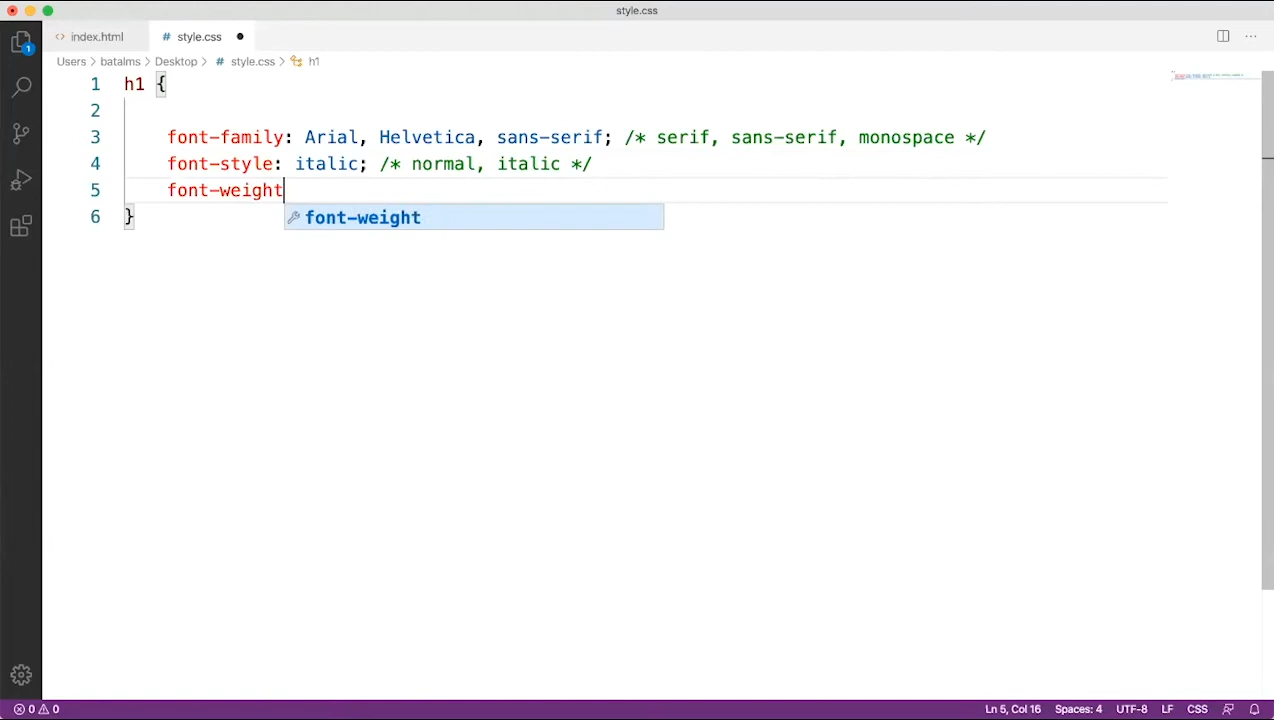 style.css
index.html
# style.css
1
Users > batalms > Desktop > # style.css > h1
1 h1 {
2
3 font-family: Arial, Helvetica, sans-serif; /* serif, sans-serif, monospace */
4 font-style: italic; /* normal, italic */
5 font-weight
6 }
font-weight
0 0 Ln 5, Col 16 Spaces: 4 UTF-8 LF CSS